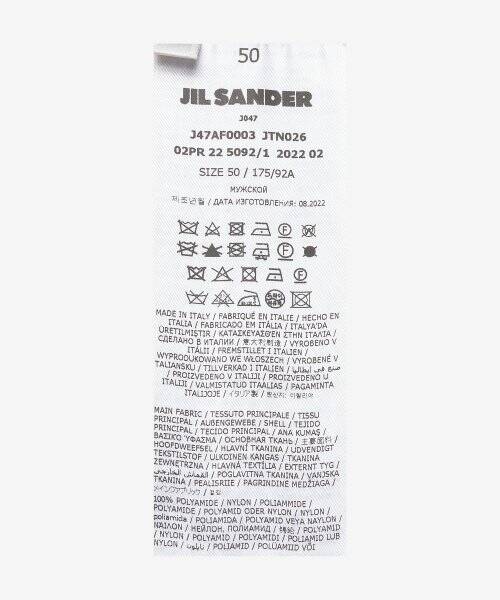 50
JIL SANDER
J047
J47AF0003 JTN026
02PR 22 5092/1 2022 02
SIZE 50 / 175/92A
МУЖСКОЙ
제조년월 / ДАТА ИЗГОТОВЛЕНИЯ: 08.2022
MADE IN ITALY / FABRIQUÉ EN ITALIE / HECHO EN
ITALIA / FABRICADO EM ITÁLIA / ITALYA'DA
ÜRETILMIŞTIR / ΚΑΤΑΣΚΕΥΑΣΘΕΝ ΣΤΗΝ ΙΤΑΛΙΑ /
СДЕЛАНО В ИТАЛИИ / 意大利制造 / VYROBENO V
ITÁLII / FREMSTILLET I ITALIEN /
WYPRODUKOWANO WE WŁOSZECH / VYROBENÉ V
TALIANSKU / TILLVERKAD I ITALIEN / صنع في ايطاليا
/ PROIZVEDENO V ITALIJI / PROIZVEDENO U
ITALIJI / VALMISTATUD ITAALIAS / PAGAMINTA
ITALIJOJE / イタリア製 / 원산지: 이탈리아
MAIN FABRIC / TESSUTO PRINCIPALE / TISSU
PRINCIPAL / AUßENGEWEBE / SHELL / TEJIDO
PRINCIPAL / TECIDO PRINCIPAL / ANA KUMAŞ /
ΒΑΣΙΚΟ ΎΦΑΣΜΑ / ОСНОВНАЯ ТКАНЬ / 主要面料 /
HOOFDWEEFSEL / HLAVNÍ TKANINA / UDVENDIGT
TEKSTILSTOF / ULKOINEN KANGAS / TKANINA
ZEWNĘTRZNA / HLAVNÁ TEXTÍLIA / EXTERNT TYG /
القماش الخارجي / POGLAVITNA TKANINA / VANJSKA
TKANINA / PEALISRIIE / PAGRINDINE MEDŽIAGA /
メインファブリック / 겉감
100% POLYAMIDE / NYLON / POLIAMMIDE /
POLYAMIDE / POLYAMID ODER NYLON / NYLON /
poliamida / POLIAMIDA / POLYAMID VEYA NAYLON /
ΝΑΪΛΟΝ / НЕЙЛОН, ПОЛИАМИД / 锦纶 / POLYAMID /
NYLON / POLYAMIDI / POLYAMID / POLIAMID LUB
NYLON / نايلون / POLIAMID / POLÜAMIID VÕI